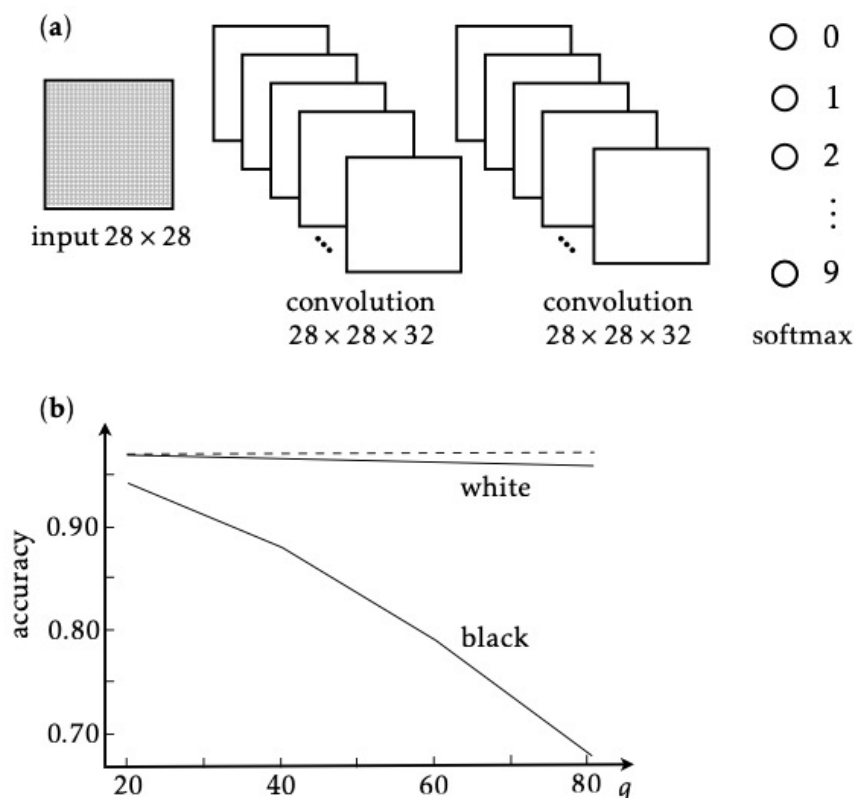 (a)
0
1
2
⋮
9
input 28 × 28
convolution
28 × 28 × 32
convolution
28 × 28 × 32
softmax
(b)
accuracy
0.90
0.80
0.70
white
black
20 40 60 80 q